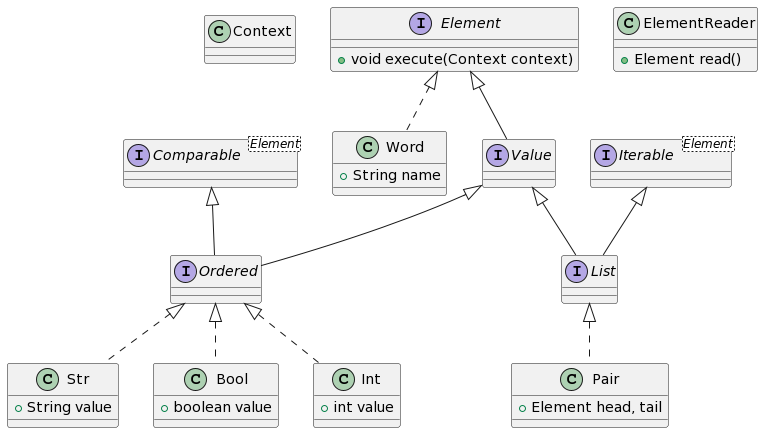 C Context
I Element
void execute(Context context)
C ElementReader
Element read()
I Comparable
Element
C Word
String name
I Value
I Iterable
Element
I Ordered
I List
C Str
String value
C Bool
boolean value
C Int
int value
C Pair
Element head, tail